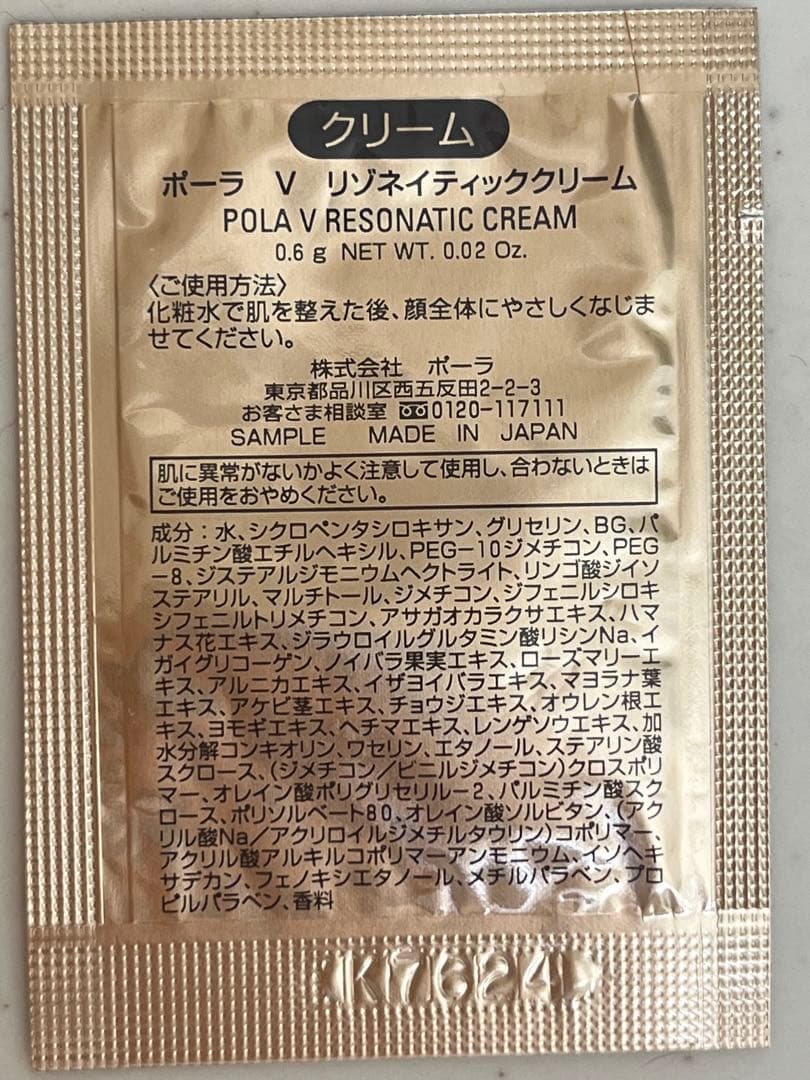 クリーム
ポーラ V リゾネイティッククリーム
POLA V RESONATIC CREAM
0.6 g NET WT. 0.02 Oz.
〈ご使用方法〉
化粧水で肌を整えた後、顔全体にやさしくなじま
せてください。
株式会社 ポーラ
東京都品川区西五反田2-2-3
お客さま相談室 0120-117111
SAMPLE MADE IN JAPAN
肌に異常がないかよく注意して使用し、合わないときは
ご使用をおやめください。
成分：水、シクロペンタシロキサン、グリセリン、BG、パ
ルミチン酸エチルヘキシル、PEG-10ジメチコン、PEG
-8、ジステアルジモニウムヘクトライト、リンゴ酸ジイソ
ステアリル、マルチトール、ジメチコン、ジフェニルシロキ
シフェニルトリメチコン、アサガオカラクサエキス、ハマ
ナス花エキス、ジラウロイルグルタミン酸リシンNa、イ
ガイグリコーゲン、ノイバラ果実エキス、ローズマリーエ
キス、アルニカエキス、イザヨイバラエキス、マヨラナ葉
エキス、アケビ茎エキス、チョウジエキス、オウレン根エ
キス、ヨモギエキス、ヘチマエキス、レンゲソウエキス、加
水分解コンキオリン、ワセリン、エタノール、ステアリン酸
スクロース、(ジメチコン／ビニルジメチコン)クロスポリ
マー、オレイン酸ポリグリセリル-2、パルミチン酸スク
ロース、ポリソルベート80、オレイン酸ソルビタン、(アク
リル酸Na／アクリロイルジメチルタウリン)コポリマー、
アクリル酸アルキルコポリマーアンモニウム、イソヘキ
サデカン、フェノキシエタノール、メチルパラベン、プロ
ピルパラベン、香料
K7624